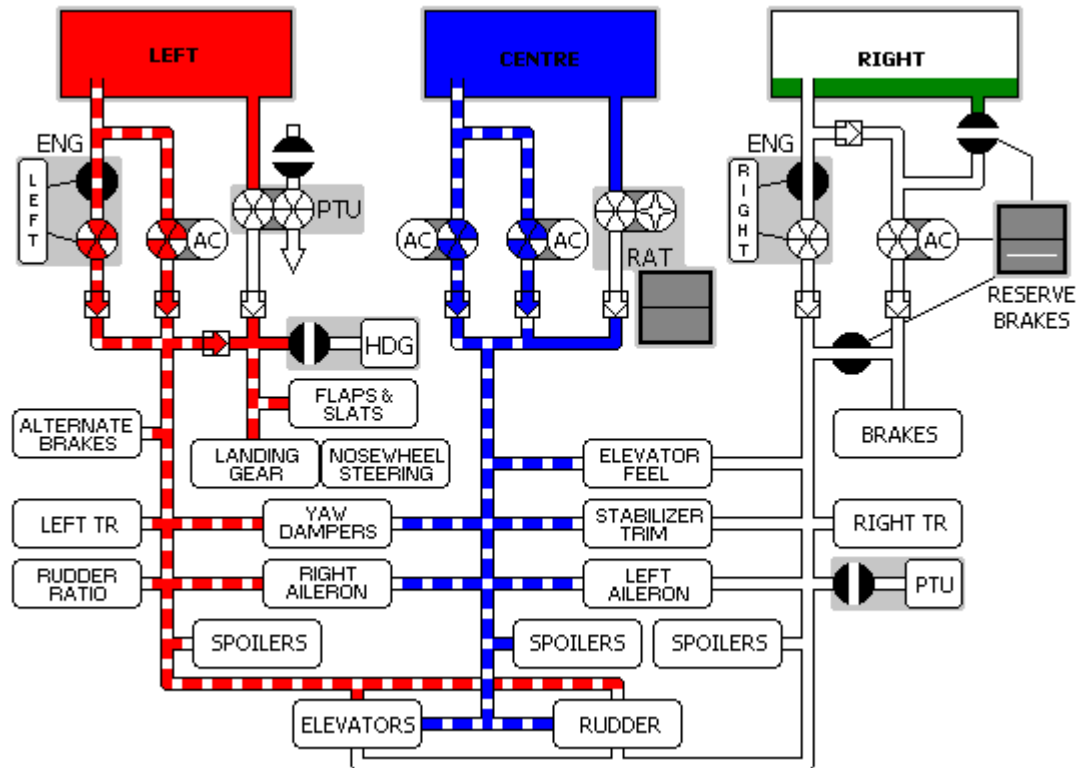 LEFT
CENTRE
RIGHT
ENG
LEFT
AC
PTU
AC
AC
RAT
ENG
RIGHT
AC
RESERVE
BRAKES
HDG
FLAPS &
SLATS
ALTERNATE
BRAKES
LANDING
GEAR
NOSEWHEEL
STEERING
ELEVATOR
FEEL
BRAKES
LEFT TR
YAW
DAMPERS
STABILIZER
TRIM
RIGHT TR
RUDDER
RATIO
RIGHT
AILERON
LEFT
AILERON
PTU
SPOILERS
SPOILERS
SPOILERS
ELEVATORS
RUDDER